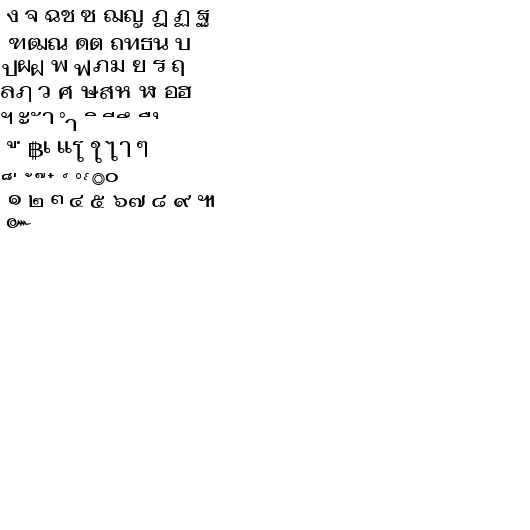 ง จ ฉช ซ ฌญ ฎ ฏ ฐ
ฑฒณ ดต ถทธน บ
ปผฝ พ ฟภม ย ร ฤ
ลฦ ว ศ ษสห ฬ อฮ
ฯ ะ ั า ำ ิ ี ึ ื ุ
ู ฺ ฿เ แโ ใ ไ ๅ ๆ
็ ่ ้ ๊ ๋ ์ ํ ๎ ๏๐
๑ ๒ ๓ ๔ ๕ ๖๗ ๘ ๙ ๚
๛